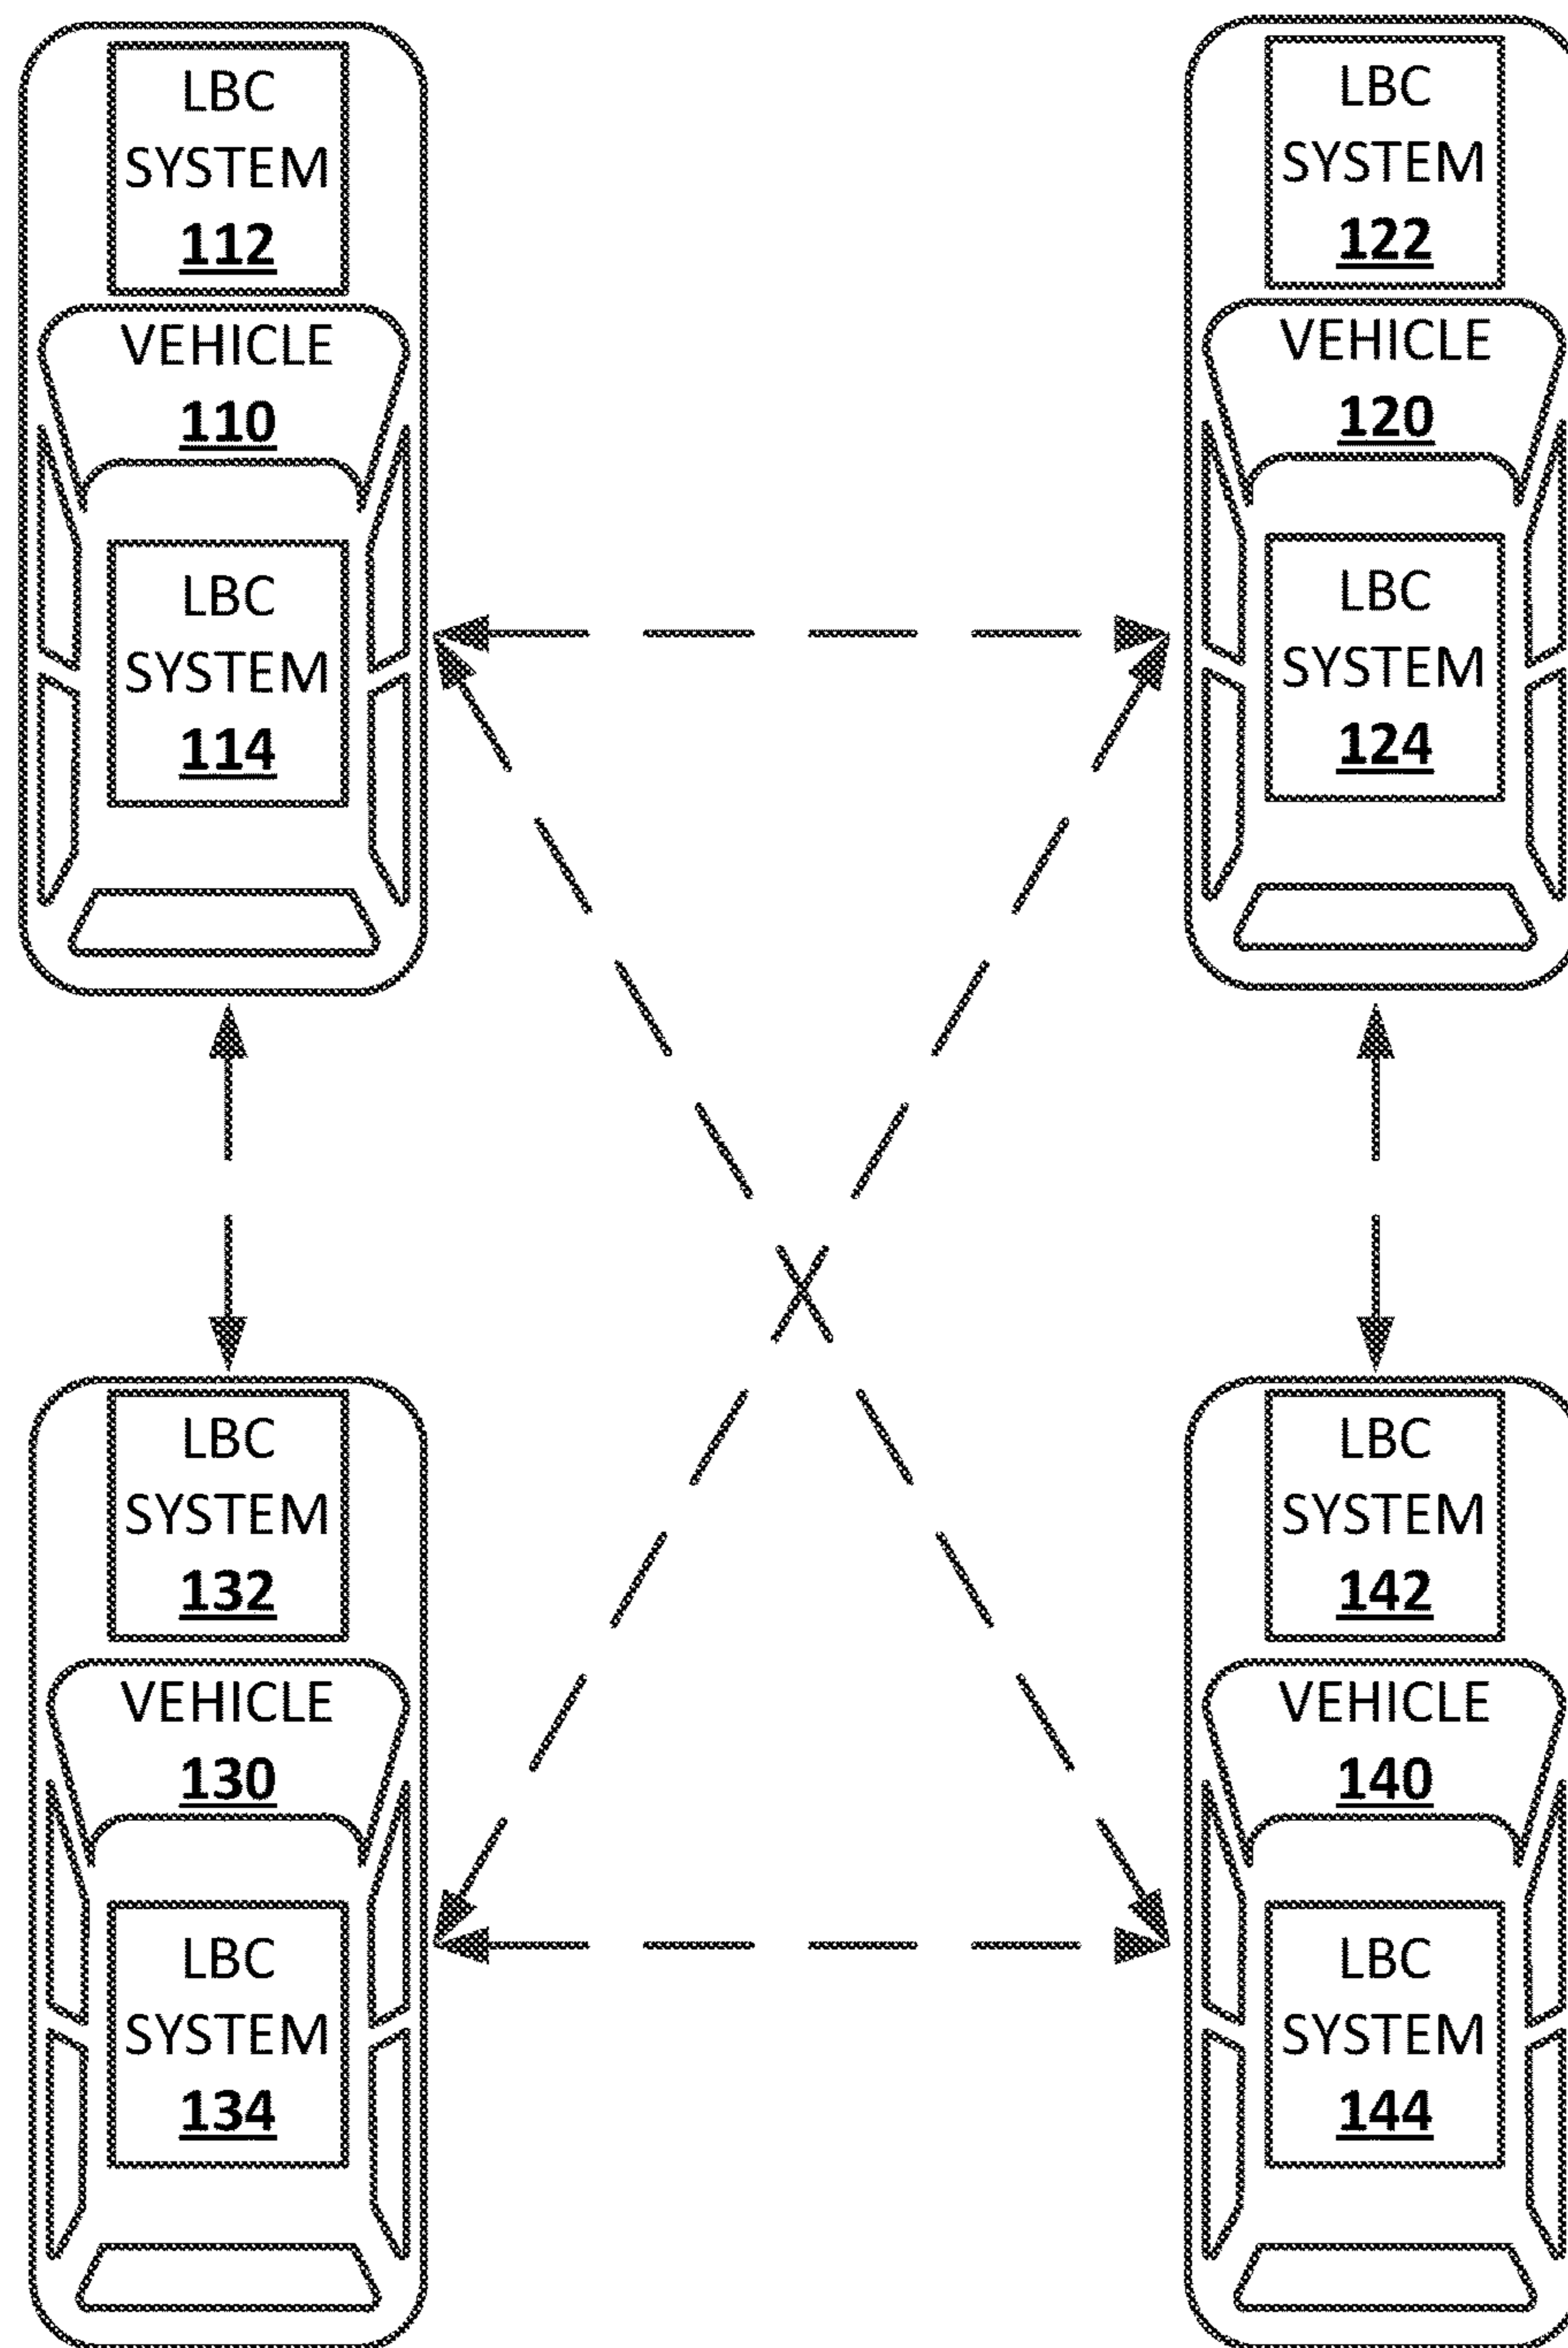 LBC
SYSTEM
112
VEHICLE
110
LBC
SYSTEM
114
LBC
SYSTEM
122
VEHICLE
120
LBC
SYSTEM
124
LBC
SYSTEM
132
VEHICLE
130
LBC
SYSTEM
134
LBC
SYSTEM
142
VEHICLE
140
LBC
SYSTEM
144